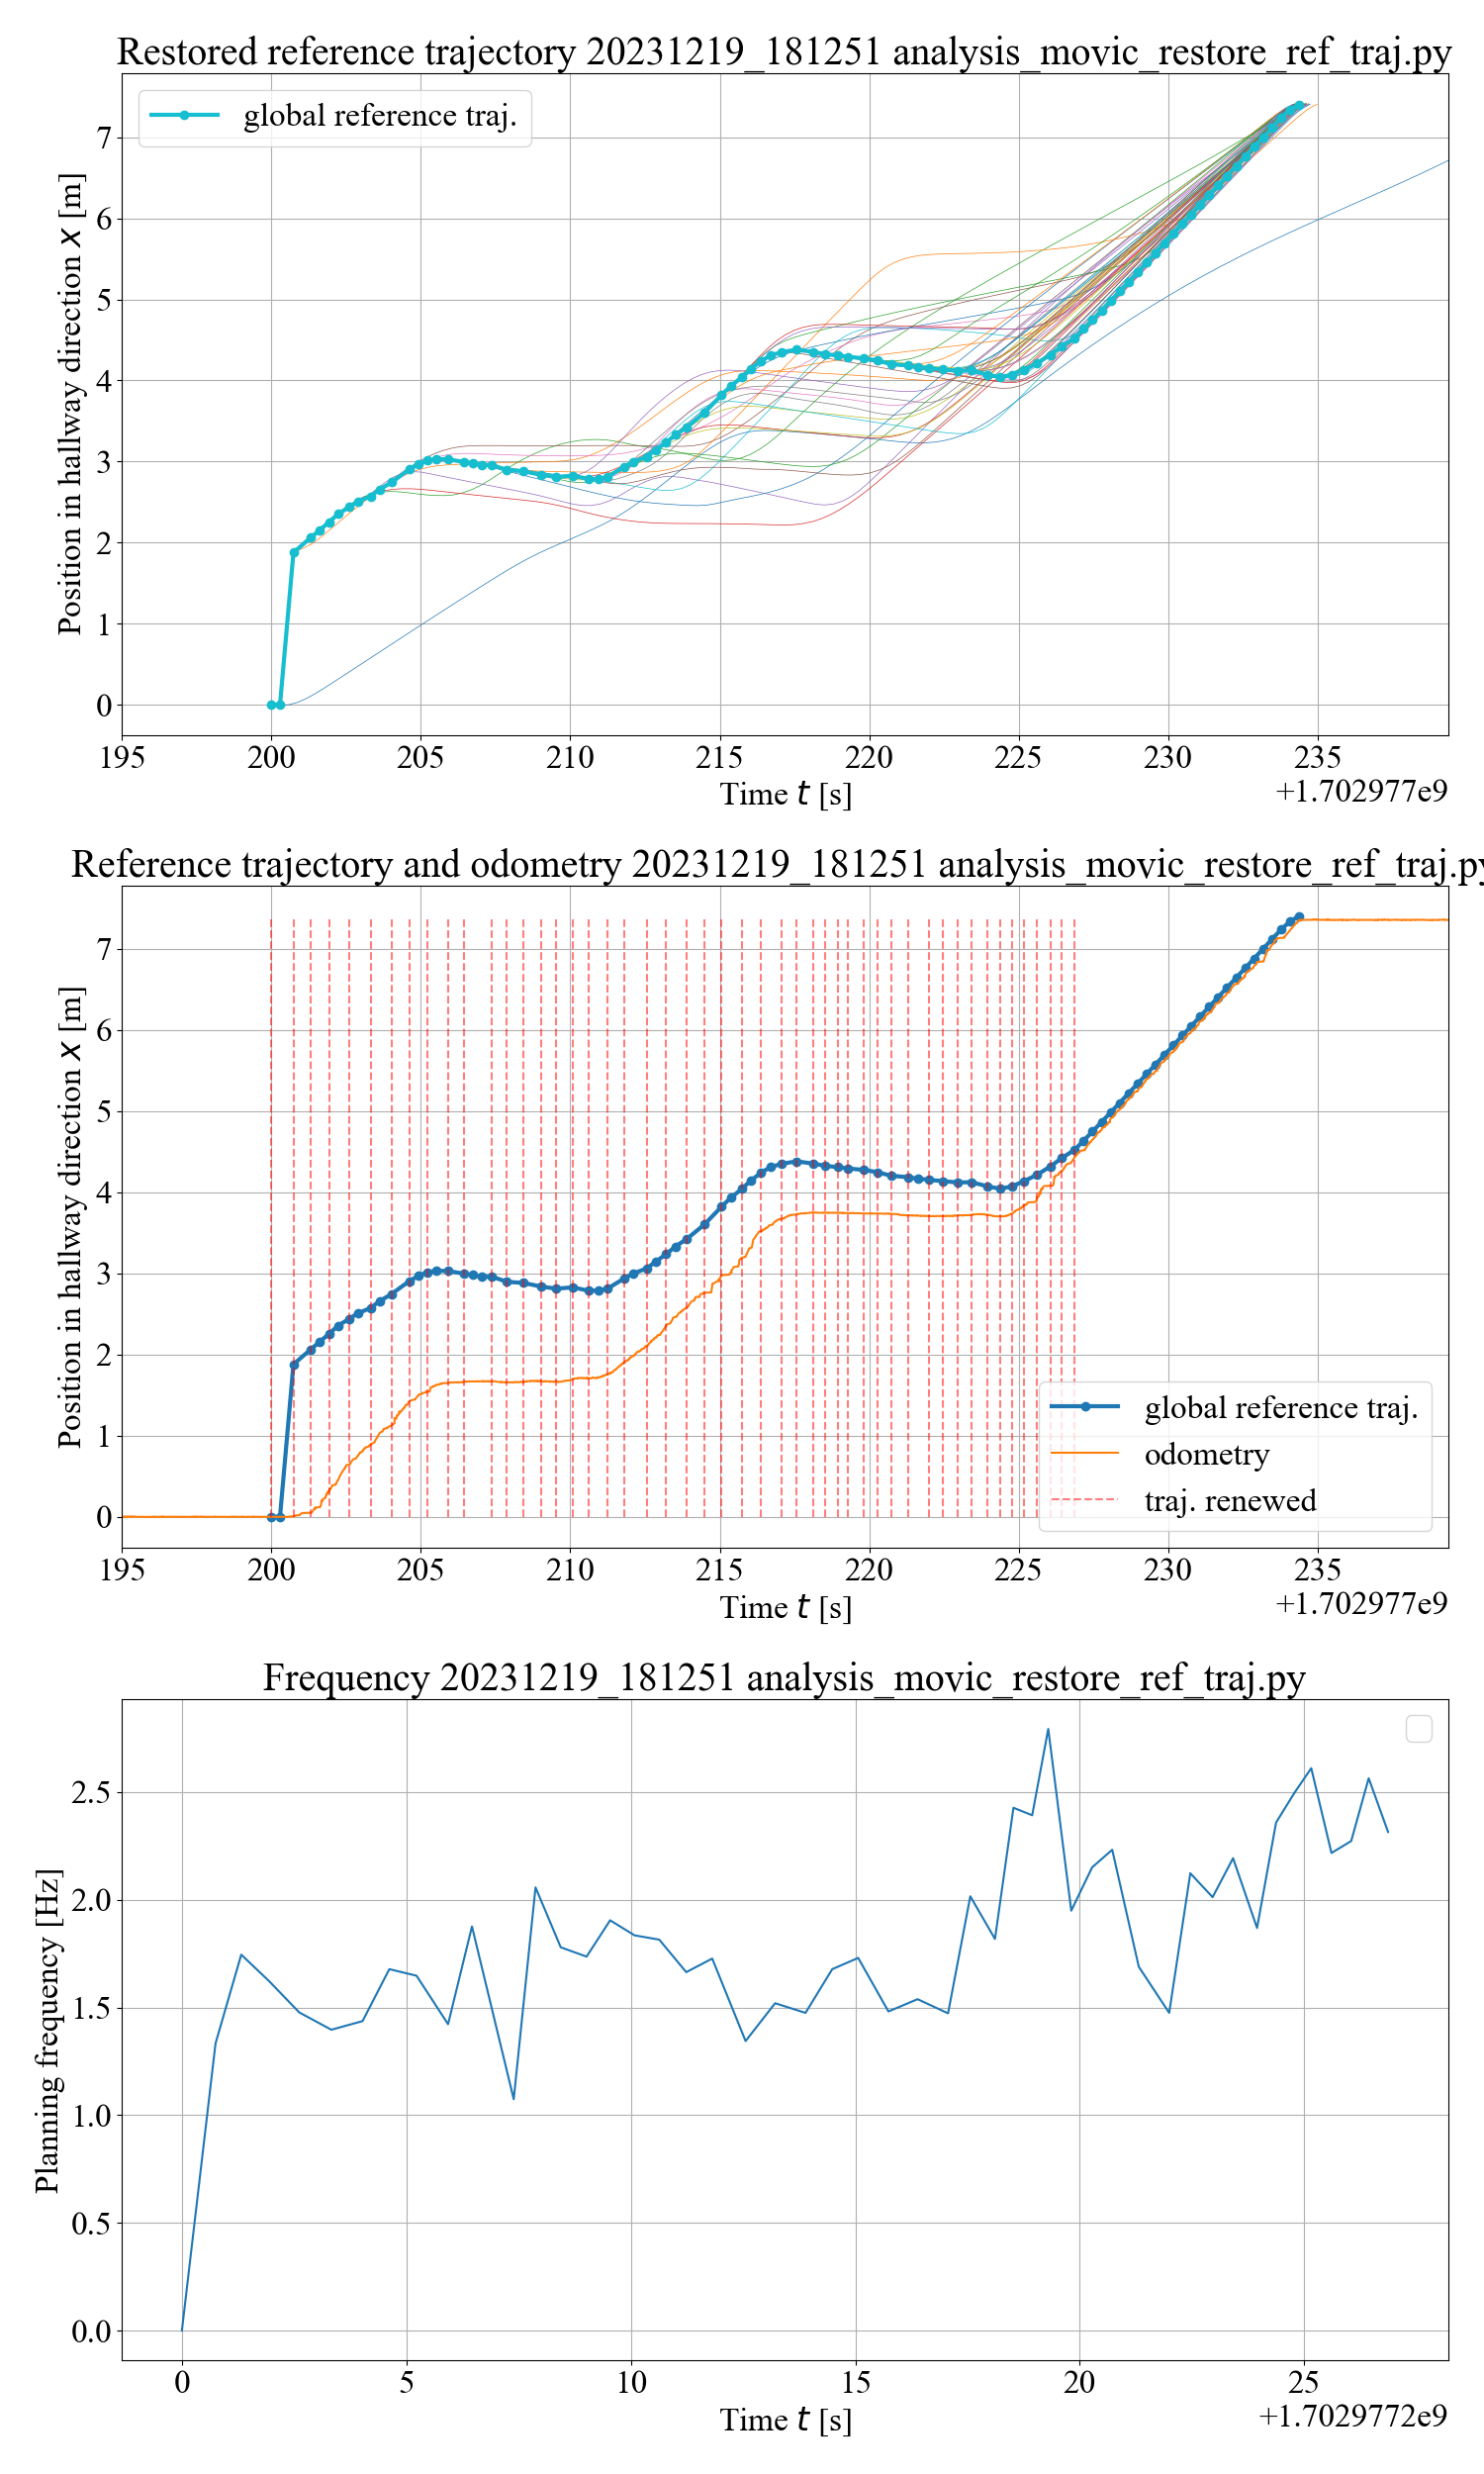 Restored reference trajectory 20231219_181251 analysis_movic_restore_ref_traj.py
global reference traj.
Position in hallway direction x [m]
7
6
5
4
3
2
1
0
195 200 205 210 215 220 225 230 235
Time t [s]
+1.702977e9
Reference trajectory and odometry 20231219_181251 analysis_movic_restore_ref_traj.py
Position in hallway direction x [m]
7
6
5
4
3
2
1
0
global reference traj.
odometry
traj. renewed
195 200 205 210 215 220 225 230 235
Time t [s]
+1.702977e9
Frequency 20231219_181251 analysis_movic_restore_ref_traj.py
Planning frequency [Hz]
2.5
2.0
1.5
1.0
0.5
0.0
0 5 10 15 20 25
Time t [s]
+1.7029772e9